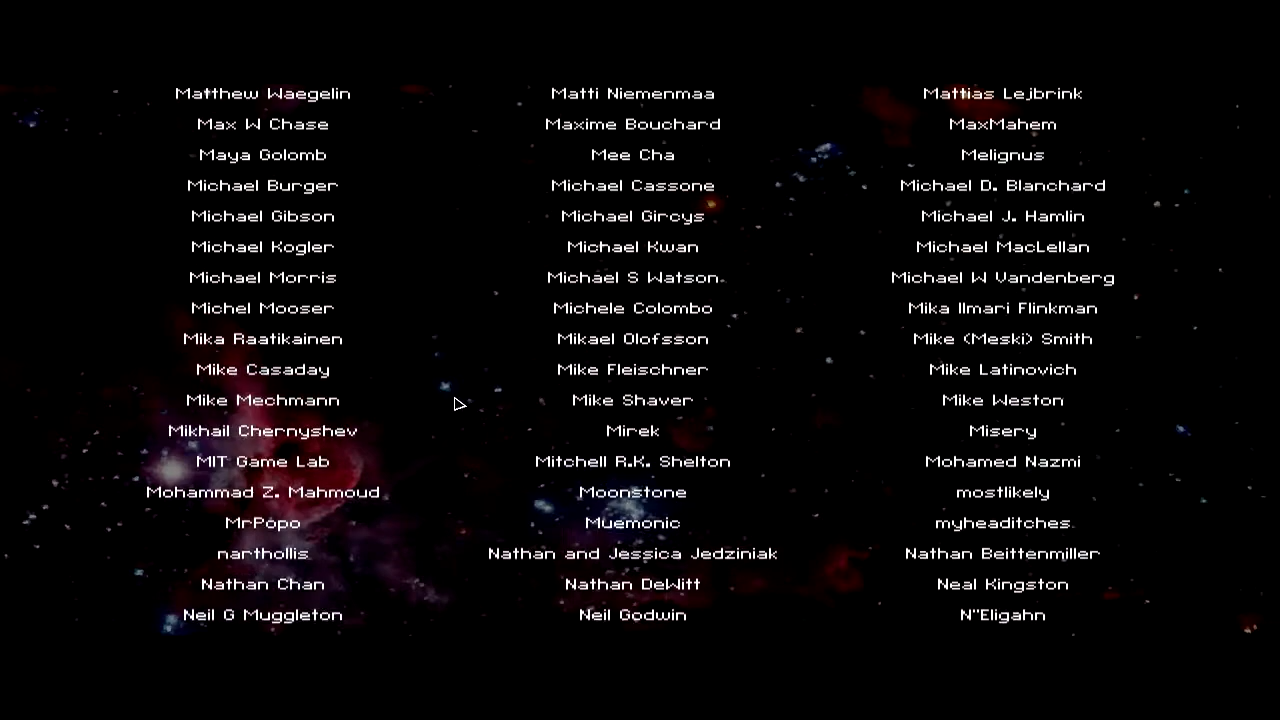 Matthew Waegelin Matti Niemenmaa Mattias Lejbrink
Max W Chase Maxime Bouchard MaxMahem
Maya Golomb Mee Cha Melignus
Michael Burger Michael Cassone Michael D. Blanchard
Michael Gibson Michael Gircys Michael J. Hamlin
Michael Kogler Michael Kwan Michael MacLellan
Michael Morris Michael S Watson Michael W Vandenberg
Michel Mooser Michele Colombo Mika Ilmari Flinkman
Mika Raatikainen Mikael Olofsson Mike (Meski) Smith
Mike Casaday Mike Fleischner Mike Latinovich
Mike Mechmann Mike Shaver Mike Weston
Mikhail Chernyshev Mirek Misery
MIT Game Lab Mitchell R.K. Shelton Mohamed Nazmi
Mohammad Z. Mahmoud Moonstone mostlikely
MrPopo Muemonic myheaditches
narthollis Nathan and Jessica Jedziniak Nathan Beittenmiller
Nathan Chan Nathan DeWitt Neal Kingston
Neil G Muggleton Neil Godwin N"Eligahn